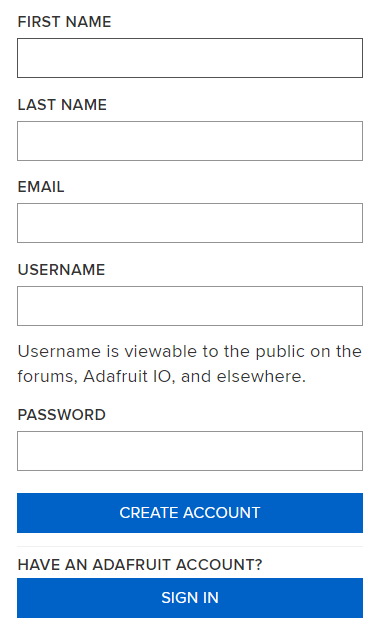 FIRST NAME
LAST NAME
EMAIL
USERNAME
Username is viewable to the public on the
forums, Adafruit IO, and elsewhere.
PASSWORD
CREATE ACCOUNT
HAVE AN ADAFRUIT ACCOUNT?
SIGN IN